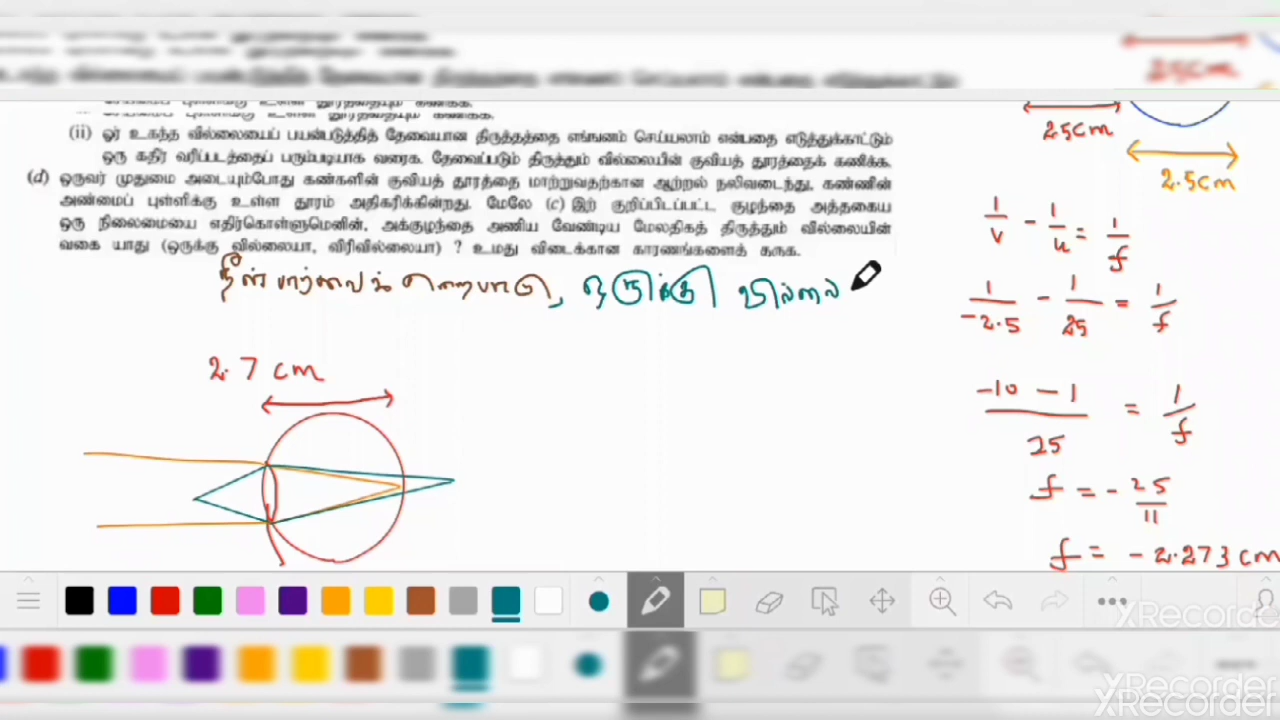 25cm
25cm
2.5cm
(ii) ஓர் உகந்த வில்லையைப் பயன்படுத்தித் தேவையான திருத்தத்தை எங்ஙனம் செய்யலாம் என்பதை எடுத்துக்காட்டும்
ஒரு கதிர் வரிப்படத்தைப் பரும்படியாக வரைக. தேவைப்படும் திருத்தும் வில்லையின் குவியத் தூரத்தைக் கணிக்க.
(d) ஒருவர் முதுமை அடையும்போது கண்களின் குவியத் தூரத்தை மாற்றுவதற்கான ஆற்றல் நலிவடைந்து, கண்ணின்
அண்மைப் புள்ளிக்கு உள்ள தூரம் அதிகரிக்கின்றது. மேலே (c) இற் குறிப்பிடப்பட்ட குழந்தை அத்தகைய
ஒரு நிலைமையை எதிர்கொள்ளுமெனின், அக்குழந்தை அணிய வேண்டிய மேலதிகத் திருத்தும் வில்லையின்
வகை யாது (ஒருக்கு வில்லையா, விரிவில்லையா) ? உமது விடைக்கான காரணங்களைத் தருக.
நீள் பார்வைக் குறைபாடு, ஒருக்கு வில்லை
2.7 cm
1/v - 1/u = 1/f
1/-2.5 - 1/25 = 1/f
-10 - 1/25 = 1/f
f = - 25/11
f = - 2.273 cm
XRecorder
XRecorder
XRecorder